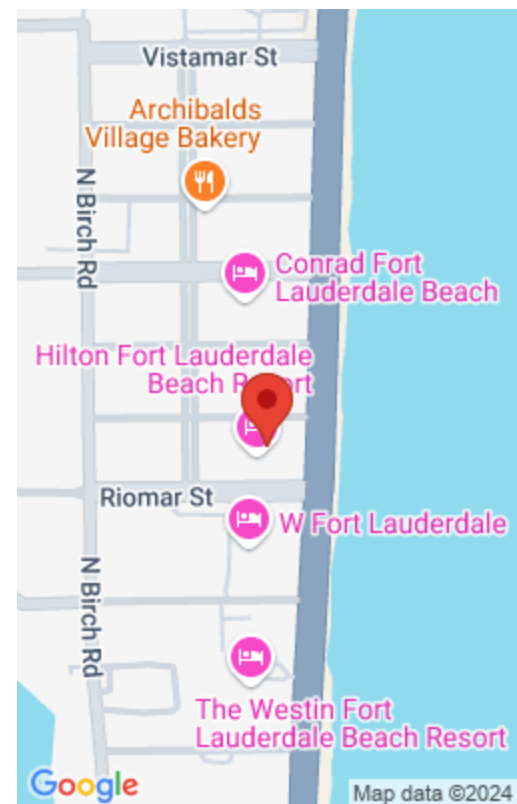 Vistamar St
Archibalds
Village Bakery
N Birch Rd
Conrad Fort
Lauderdale Beach
Hilton Fort Lauderdale
Beach Resort
Riomar St
W Fort Lauderdale
N Birch Rd
The Westin Fort
Lauderdale Beach Resort
Google
Map data ©2024